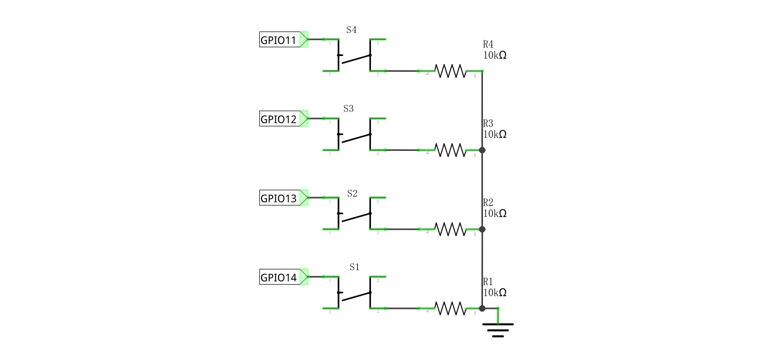 S4
GPIO11
R4
10kΩ
S3
GPIO12
R3
10kΩ
S2
GPIO13
R2
10kΩ
S1
GPIO14
R1
10kΩ